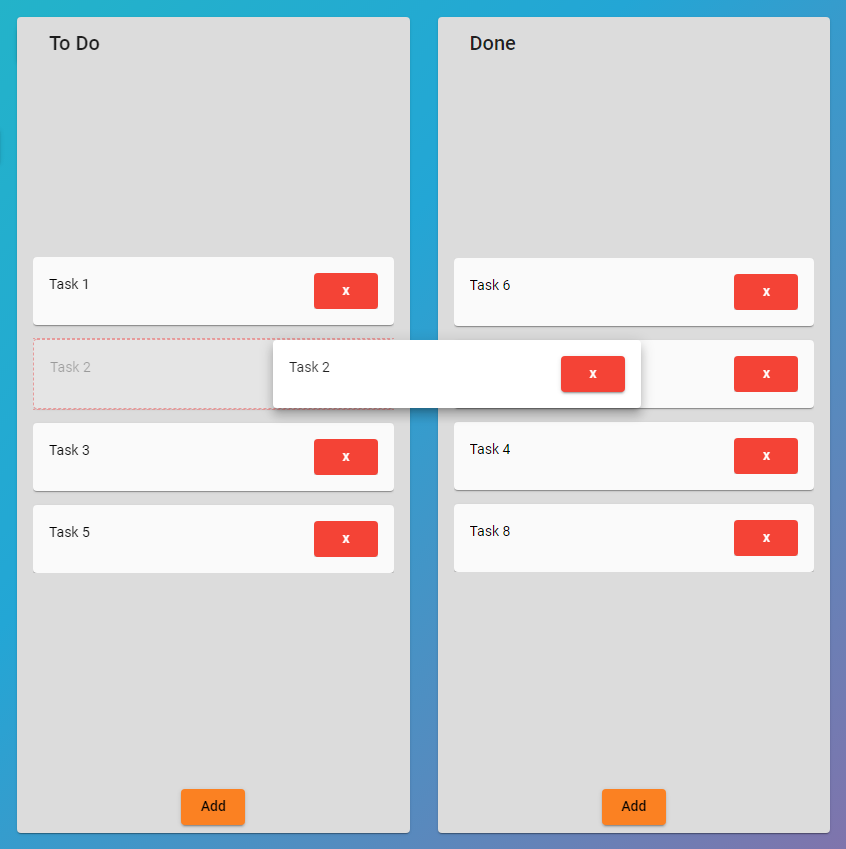 To Do
Task 1
x
Task 2
Task 2
x
Task 3
x
Task 5
x
Add
Done
Task 6
x
x
Task 4
x
Task 8
x
Add